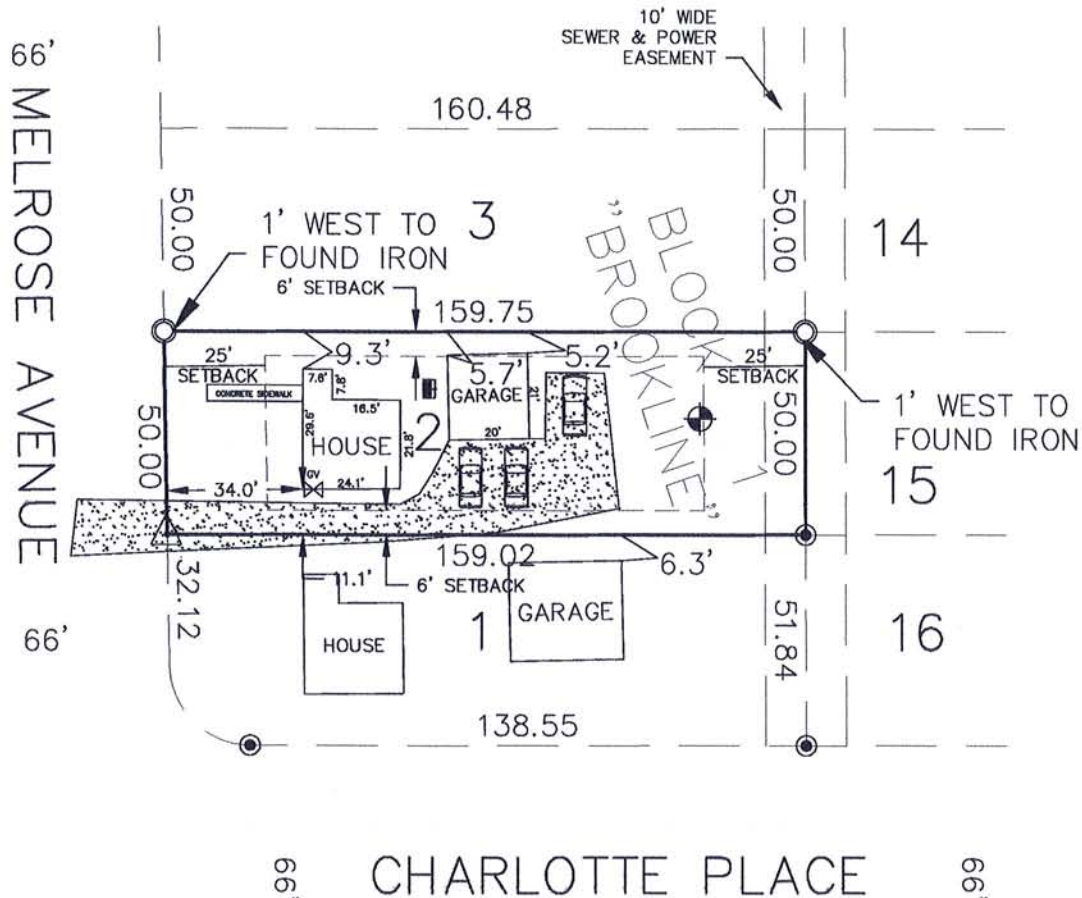 10' WIDE
SEWER & POWER
EASEMENT
66' MELROSE AVENUE 66'
160.48
50.00
50.00
1' WEST TO
FOUND IRON
3
14
6' SETBACK
159.75
BLOCK 1
"BROOKLINE"
25'
SETBACK
9.3'
5.7'
5.2'
25'
SETBACK
1' WEST TO
FOUND IRON
CONCRETE SIDEWALK
7.6'
7.8'
16.5'
29.6'
21.8'
24.1'
HOUSE
2
GARAGE
21'
20'
50.00
50.00
15
34.0'
GV
159.02
6.3'
11.1'
6' SETBACK
32.12
HOUSE
1
GARAGE
51.84
16
138.55
66'
CHARLOTTE PLACE
66'